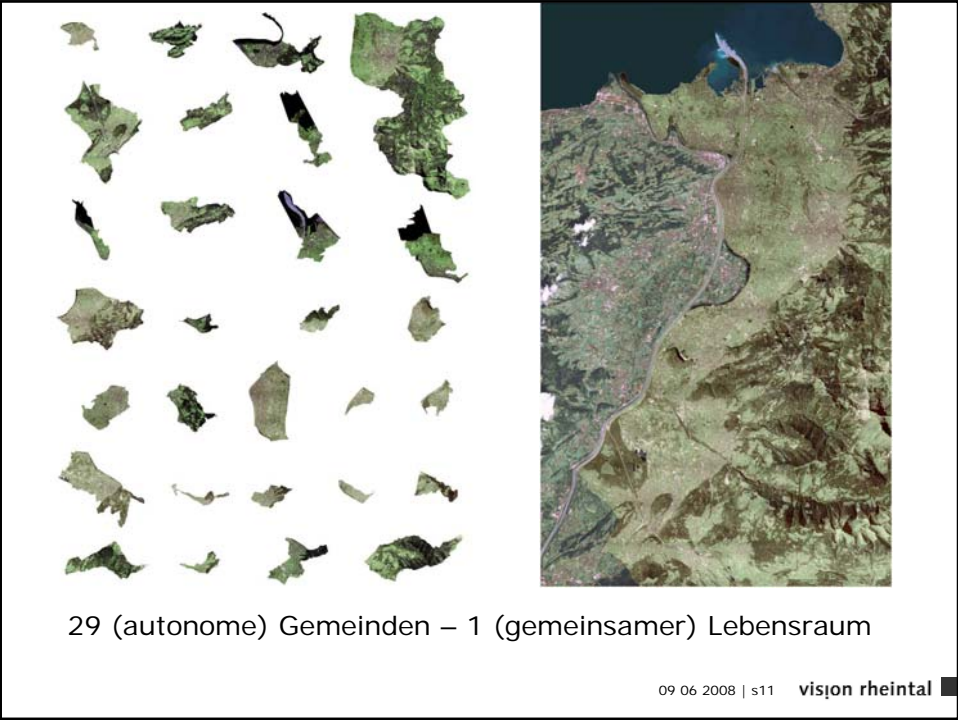 29 (autonome) Gemeinden – 1 (gemeinsamer) Lebensraum
09 06 2008 | s11 vision rheintal